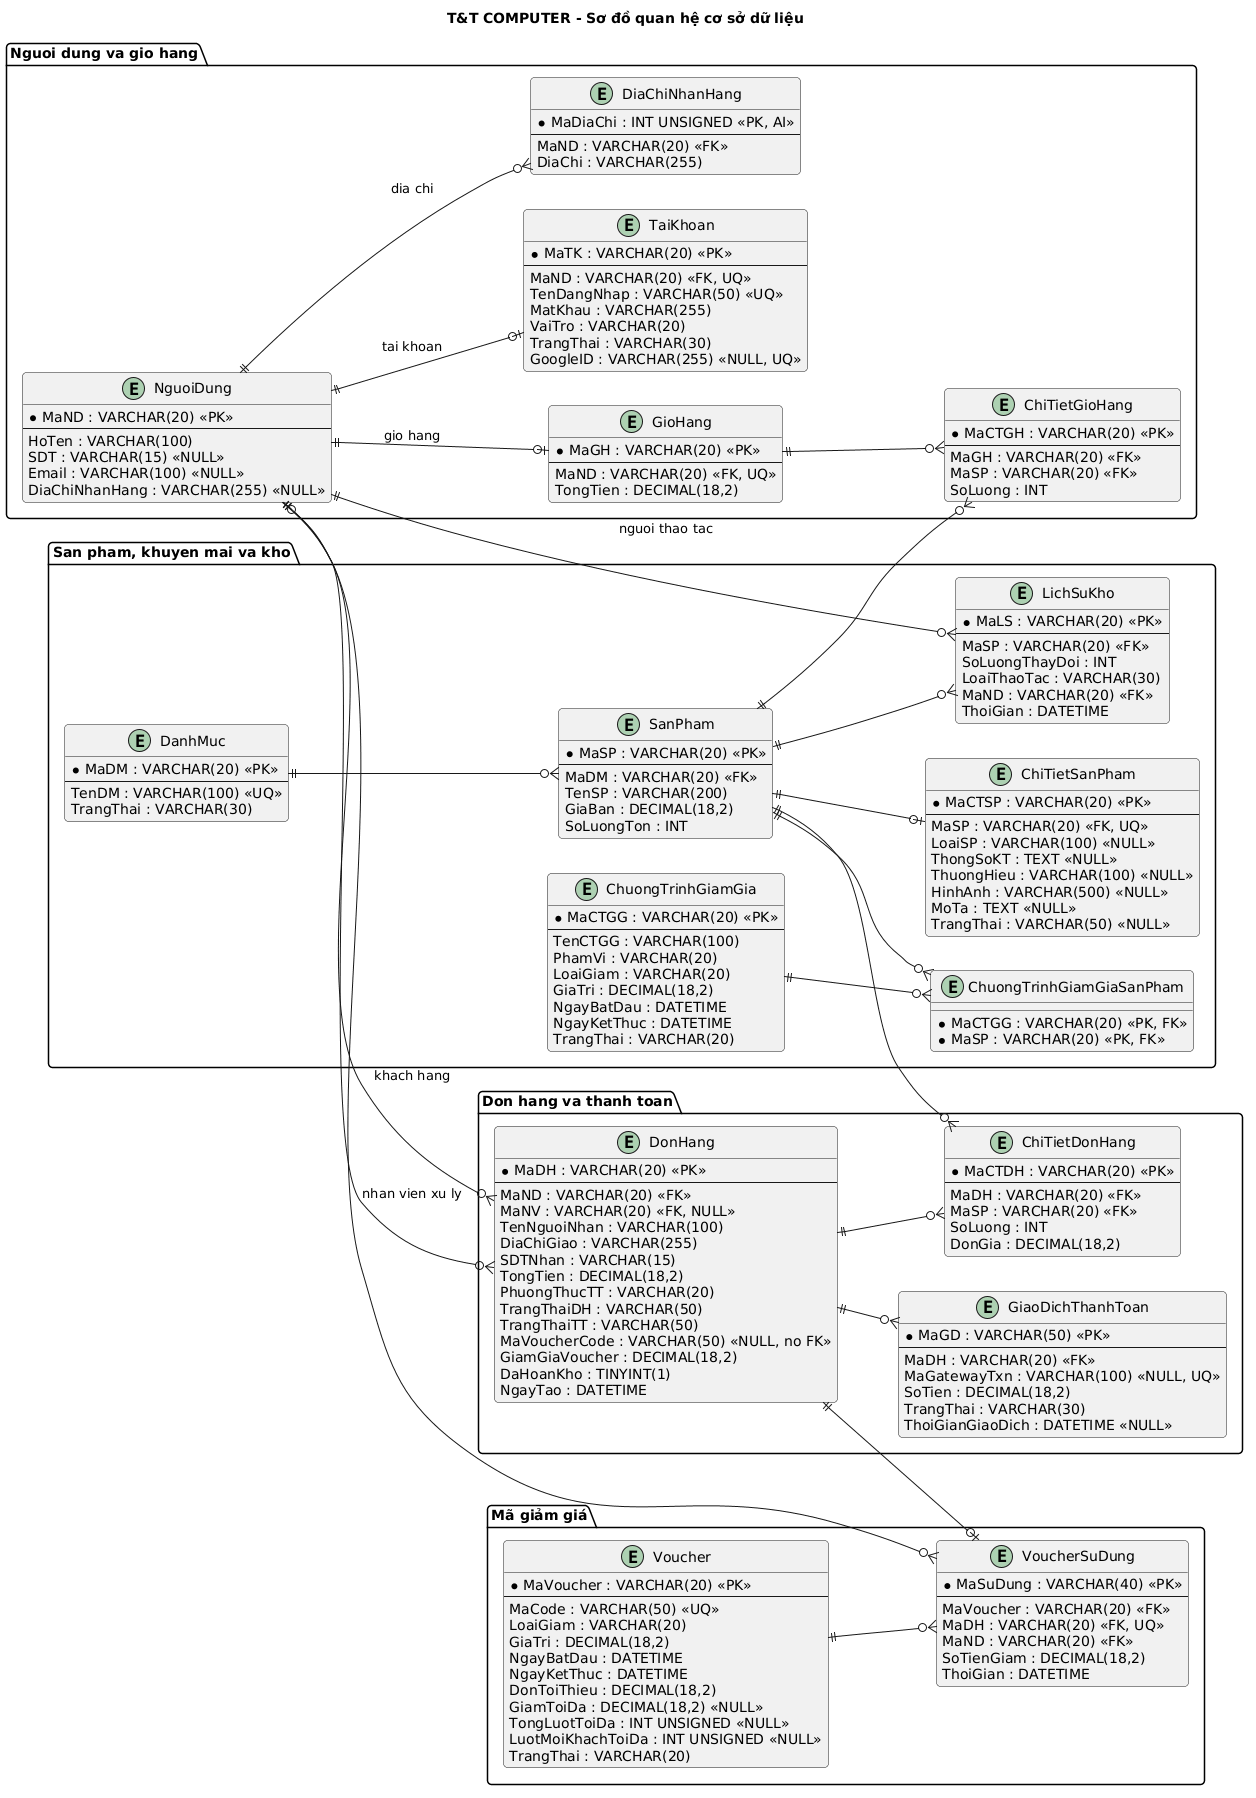 T&T COMPUTER - Sơ đồ quan hệ cơ sở dữ liệu
Nguoi dung va gio hang
E DiaChiNhanHang
MaDiaChi : INT UNSIGNED «PK, AI»
MaND : VARCHAR(20) «FK»
DiaChi : VARCHAR(255)
dia chi
E TaiKhoan
MaTK : VARCHAR(20) «PK»
MaND : VARCHAR(20) «FK, UQ»
TenDangNhap : VARCHAR(50) «UQ»
MatKhau : VARCHAR(255)
VaiTro : VARCHAR(20)
TrangThai : VARCHAR(30)
GoogleID : VARCHAR(255) «NULL, UQ»
tai khoan
E NguoiDung
MaND : VARCHAR(20) «PK»
HoTen : VARCHAR(100)
SDT : VARCHAR(15) «NULL»
Email : VARCHAR(100) «NULL»
DiaChiNhanHang : VARCHAR(255) «NULL»
gio hang
E GioHang
MaGH : VARCHAR(20) «PK»
MaND : VARCHAR(20) «FK, UQ»
TongTien : DECIMAL(18,2)
E ChiTietGioHang
MaCTGH : VARCHAR(20) «PK»
MaGH : VARCHAR(20) «FK»
MaSP : VARCHAR(20) «FK»
SoLuong : INT
nguoi thao tac
San pham, khuyen mai va kho
E LichSuKho
MaLS : VARCHAR(20) «PK»
MaSP : VARCHAR(20) «FK»
SoLuongThayDoi : INT
LoaiThaoTac : VARCHAR(30)
MaND : VARCHAR(20) «FK»
ThoiGian : DATETIME
E DanhMuc
MaDM : VARCHAR(20) «PK»
TenDM : VARCHAR(100) «UQ»
TrangThai : VARCHAR(30)
E SanPham
MaSP : VARCHAR(20) «PK»
MaDM : VARCHAR(20) «FK»
TenSP : VARCHAR(200)
GiaBan : DECIMAL(18,2)
SoLuongTon : INT
E ChiTietSanPham
MaCTSP : VARCHAR(20) «PK»
MaSP : VARCHAR(20) «FK, UQ»
LoaiSP : VARCHAR(100) «NULL»
ThongSoKT : TEXT «NULL»
ThuongHieu : VARCHAR(100) «NULL»
HinhAnh : VARCHAR(500) «NULL»
MoTa : TEXT «NULL»
TrangThai : VARCHAR(50) «NULL»
E ChuongTrinhGiamGia
MaCTGG : VARCHAR(20) «PK»
TenCTGG : VARCHAR(100)
PhamVi : VARCHAR(20)
LoaiGiam : VARCHAR(20)
GiaTri : DECIMAL(18,2)
NgayBatDau : DATETIME
NgayKetThuc : DATETIME
TrangThai : VARCHAR(20)
E ChuongTrinhGiamGiaSanPham
MaCTGG : VARCHAR(20) «PK, FK»
MaSP : VARCHAR(20) «PK, FK»
khach hang
Don hang va thanh toan
E DonHang
MaDH : VARCHAR(20) «PK»
MaND : VARCHAR(20) «FK»
MaNV : VARCHAR(20) «FK, NULL»
TenNguoiNhan : VARCHAR(100)
DiaChiGiao : VARCHAR(255)
SDTNhan : VARCHAR(15)
TongTien : DECIMAL(18,2)
PhuongThucTT : VARCHAR(20)
TrangThaiDH : VARCHAR(50)
TrangThaiTT : VARCHAR(50)
MaVoucherCode : VARCHAR(50) «NULL, no FK»
GiamGiaVoucher : DECIMAL(18,2)
DaHoanKho : TINYINT(1)
NgayTao : DATETIME
nhan vien xu ly
E ChiTietDonHang
MaCTDH : VARCHAR(20) «PK»
MaDH : VARCHAR(20) «FK»
MaSP : VARCHAR(20) «FK»
SoLuong : INT
DonGia : DECIMAL(18,2)
E GiaoDichThanhToan
MaGD : VARCHAR(50) «PK»
MaDH : VARCHAR(20) «FK»
MaGatewayTxn : VARCHAR(100) «NULL, UQ»
SoTien : DECIMAL(18,2)
TrangThai : VARCHAR(30)
ThoiGianGiaoDich : DATETIME «NULL»
Mã giảm giá
E Voucher
MaVoucher : VARCHAR(20) «PK»
MaCode : VARCHAR(50) «UQ»
LoaiGiam : VARCHAR(20)
GiaTri : DECIMAL(18,2)
NgayBatDau : DATETIME
NgayKetThuc : DATETIME
DonToiThieu : DECIMAL(18,2)
GiamToiDa : DECIMAL(18,2) «NULL»
TongLuotToiDa : INT UNSIGNED «NULL»
LuotMoiKhachToiDa : INT UNSIGNED «NULL»
TrangThai : VARCHAR(20)
E VoucherSuDung
MaSuDung : VARCHAR(40) «PK»
MaVoucher : VARCHAR(20) «FK»
MaDH : VARCHAR(20) «FK, UQ»
MaND : VARCHAR(20) «FK»
SoTienGiam : DECIMAL(18,2)
ThoiGian : DATETIME